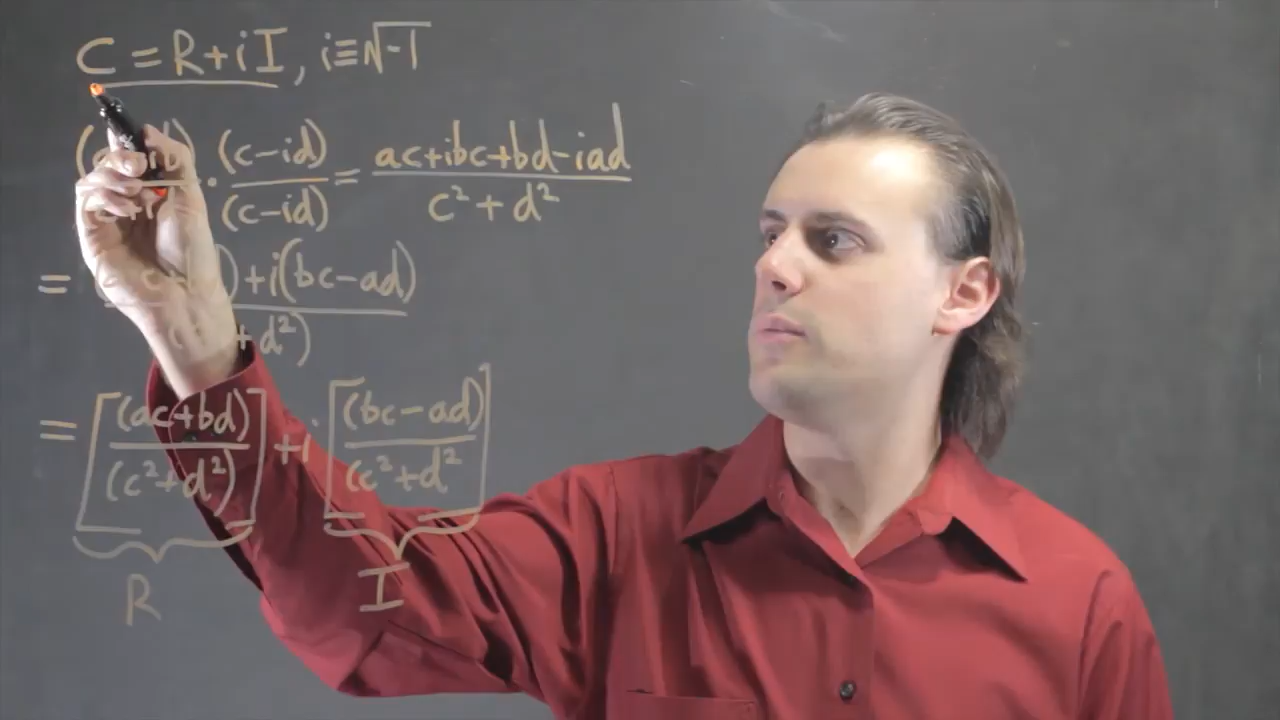 C = R + i I, i ≡ √-1
(c-id) / (c-id) = ac+ibc+bd-iad / c² + d²
= ) + i(bc-ad) / + d²)
= [(ac+bd) / (c²+d²)] + i [(bc-ad) / (c²+d²]
R I